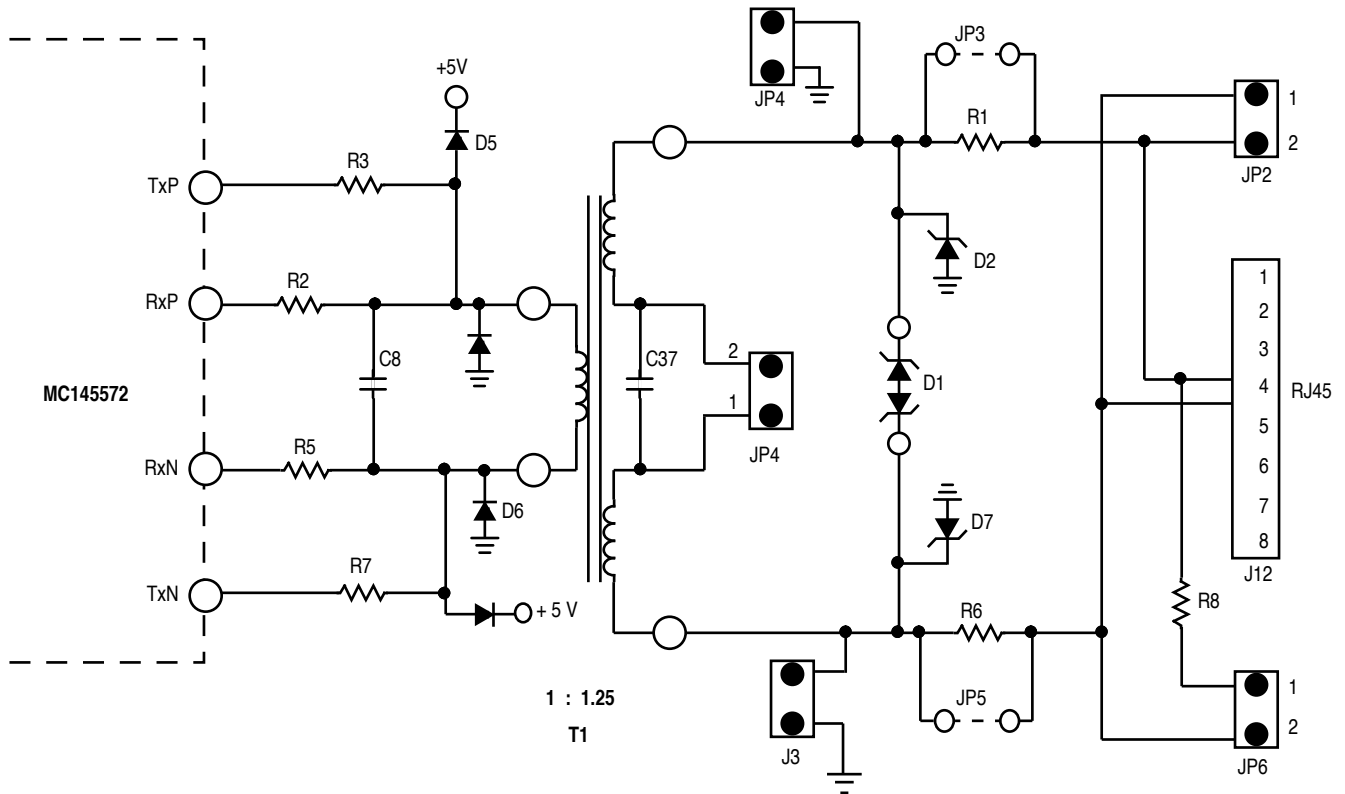 JP4
JP3
+5V
D5
R1
1
2
JP2
R3
TxP
D2
R2
RxP
1
2
3
4
5
6
7
8
RJ45
J12
C8
C37
2
1
JP4
D1
MC145572
R5
RxN
D6
D7
R7
TxN
+ 5 V
R6
R8
1 : 1.25
T1
J3
JP5
1
2
JP6